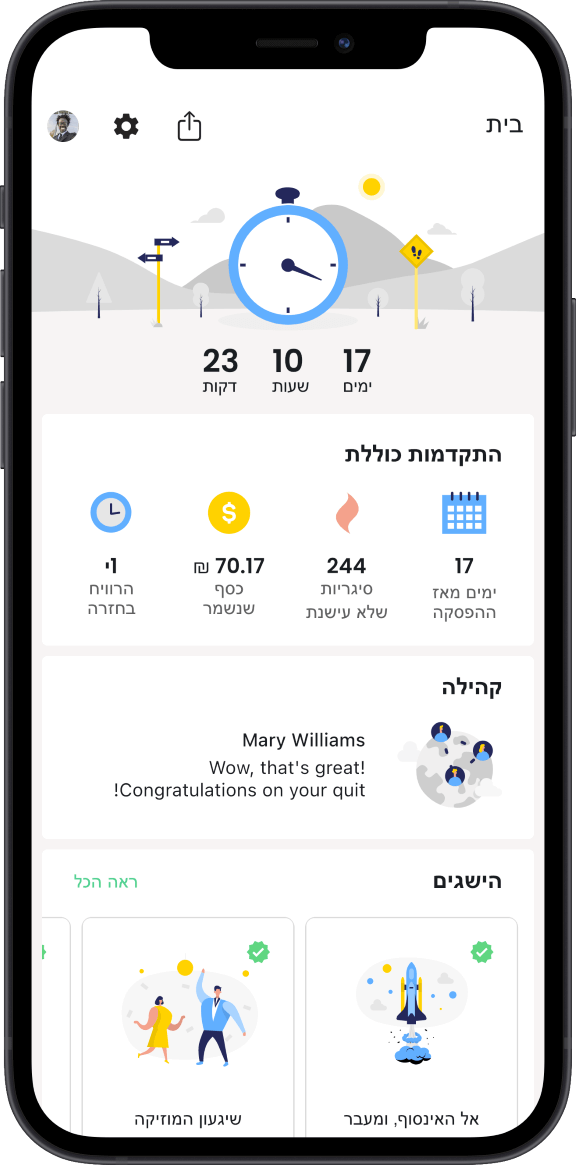 בית
17 10 23
ימים שעות דקות
התקדמות כוללת
17
ימים מאז
ההפסקה
244
סיגריות
שלא עישנת
70.17 ₪
כסף
שנשמר
1י
הרוויח
בחזרה
קהילה
Mary Williams
Wow, that's great!
!Congratulations on your quit
הישגים
ראה הכל
אל האינסוף, ומעבר
שיגעון המוזיקה